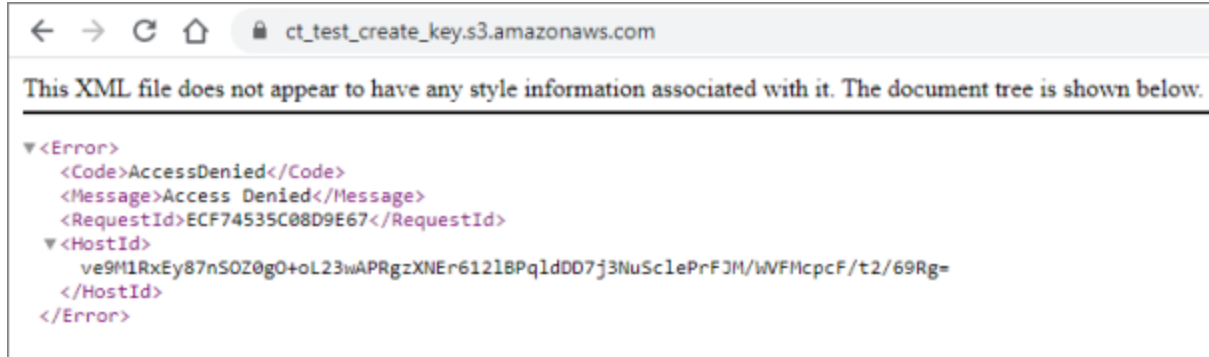 ct_test_create_key.s3.amazonaws.com
This XML file does not appear to have any style information associated with it. The document tree is shown below.
▼<Error>
<Code>AccessDenied</Code>
<Message>Access Denied</Message>
<RequestId>ECF74535C08D9E67</RequestId>
▼<HostId>
ve9M1RxEy87nSOZ0gO+oL23wAPRgzXNEr612lBPqldDD7j3NuSclePrFJM/WVFMcpcF/t2/69Rg=
</HostId>
</Error>